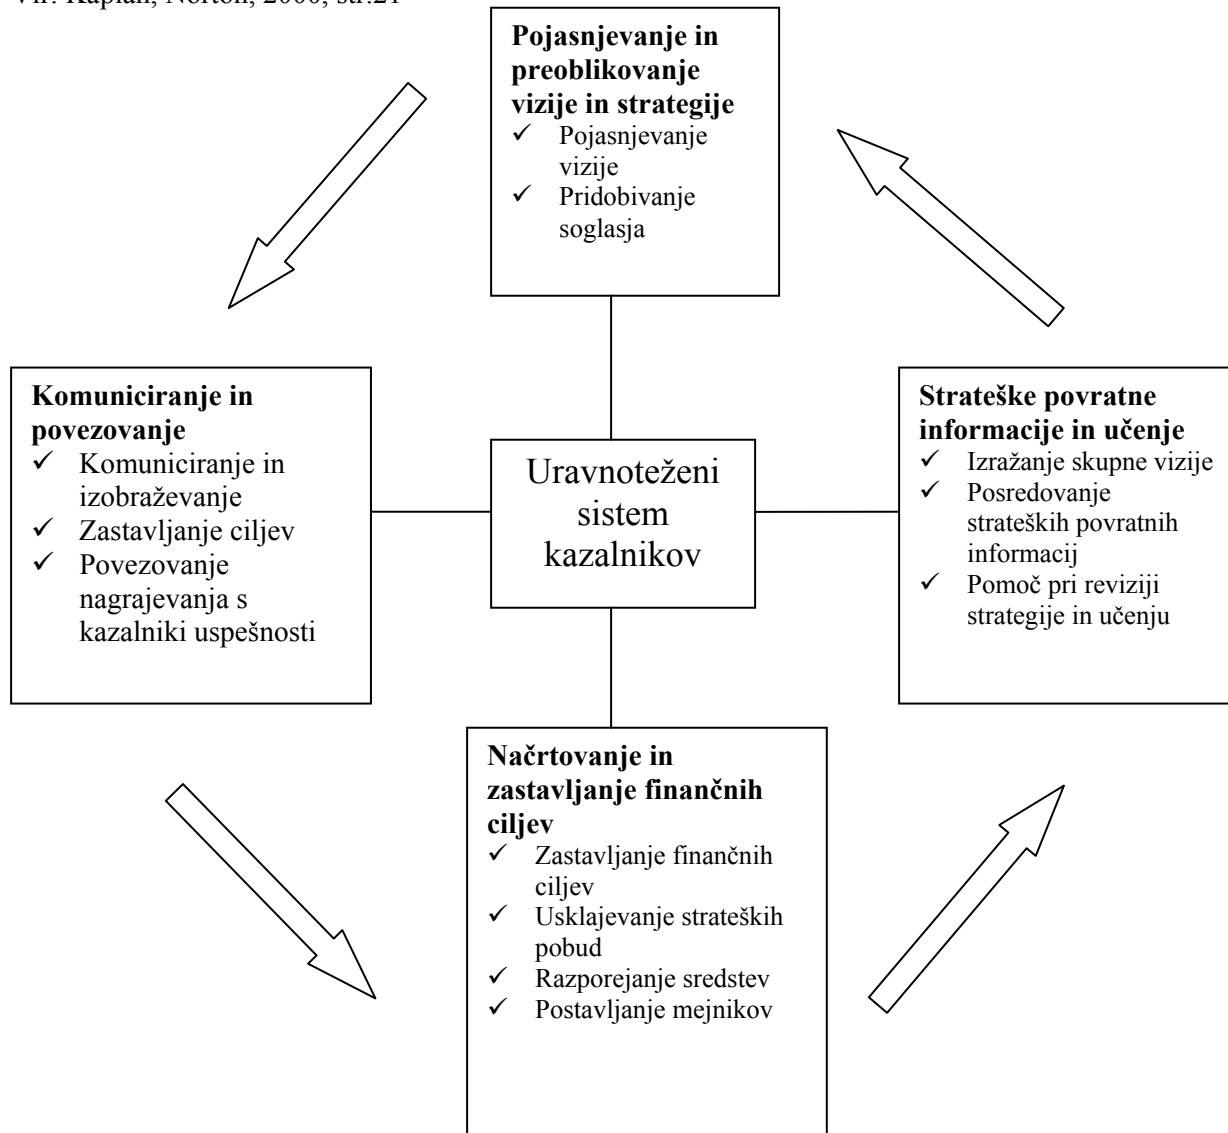 Vir: Kaplan, Norton, 2000, str.21
Pojasnjevanje in
preoblikovanje
vizije in strategije
✓ Pojasnjevanje
vizije
✓ Pridobivanje
soglasja
Komuniciranje in
povezovanje
✓ Komuniciranje in
izobraževanje
✓ Zastavljanje ciljev
✓ Povezovanje
nagrajevanja s
kazalniki uspešnosti
Uravnoteženi
sistem
kazalnikov
Strateške povratne
informacije in učenje
✓ Izražanje skupne vizije
✓ Posredovanje
strateških povratnih
informacij
✓ Pomoč pri reviziji
strategije in učenju
Načrtovanje in
zastavljanje finančnih
ciljev
✓ Zastavljanje finančnih
ciljev
✓ Usklajevanje strateških
pobud
✓ Razporejanje sredstev
✓ Postavljanje mejnikov